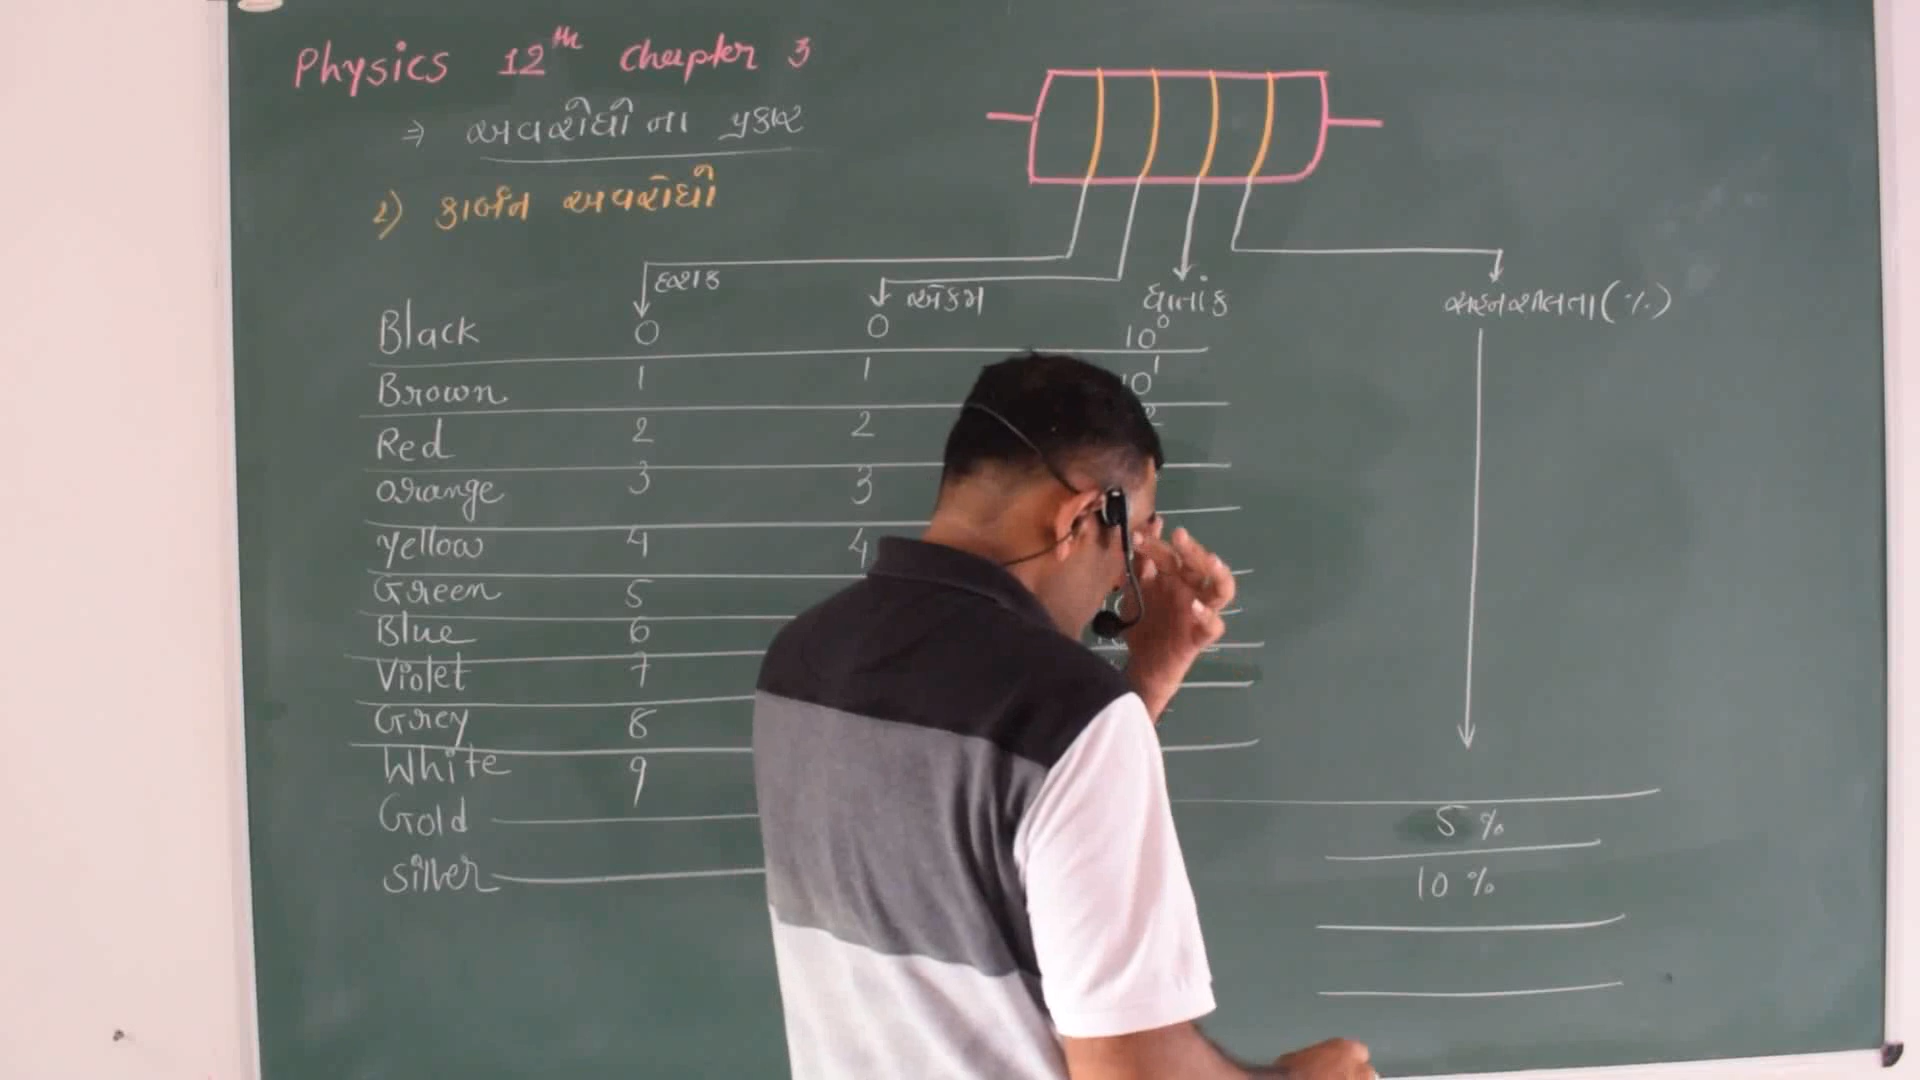 Physics 12th Chapter 3
⇒ અવરોધો ના પ્રકાર
2) કાર્બન અવરોધો
દશક એકમ ઘાતાંક સહનશીલતા (%)
Black 0 0 10⁰
Brown 1 1 10¹
Red 2 2
Orange 3 3
Yellow 4 4
Green 5
Blue 6
Violet 7
Grey 8
White 9
Gold 5 %
Silver 10 %